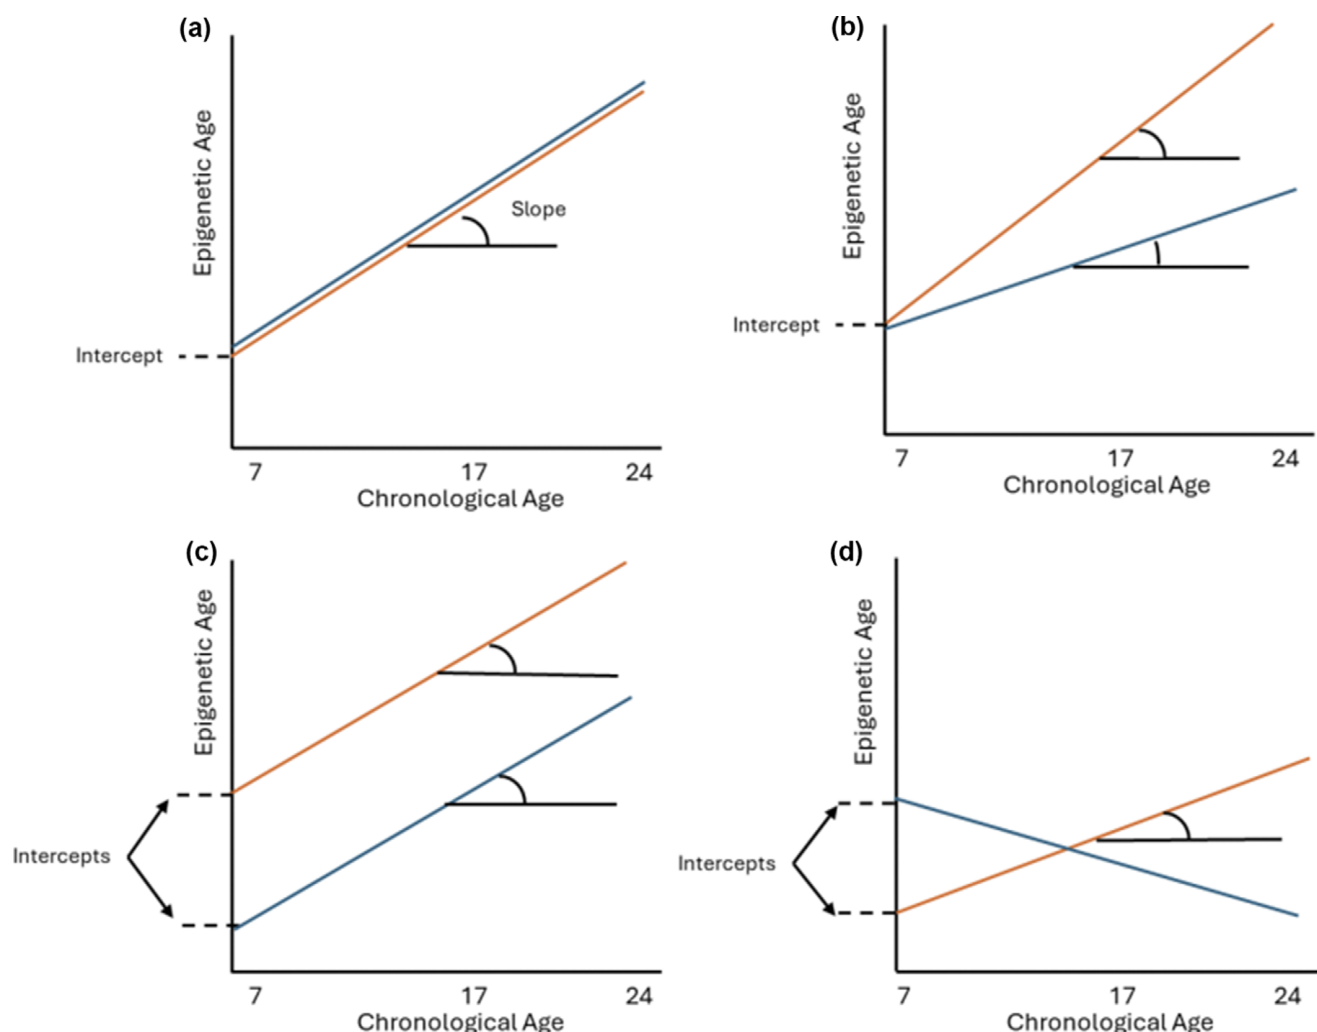 (a)
Epigenetic Age
Slope
Intercept
7 17 24
Chronological Age
(b)
Epigenetic Age
Intercept
7 17 24
Chronological Age
(c)
Epigenetic Age
Intercepts
7 17 24
Chronological Age
(d)
Epigenetic Age
Intercepts
7 17 24
Chronological Age